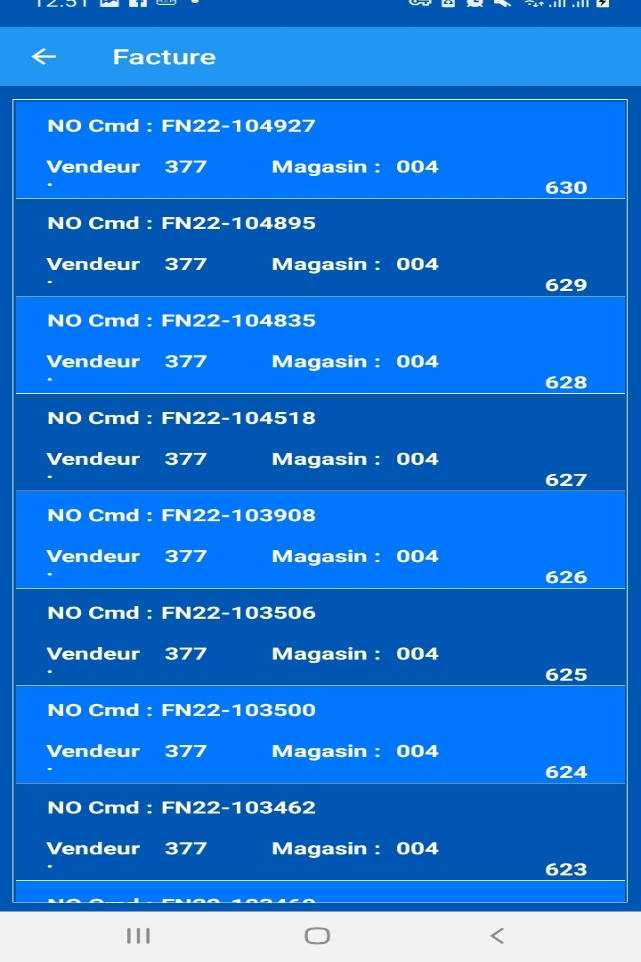 Facture
NO Cmd : FN22-104927
Vendeur : 377 Magasin : 004
630
NO Cmd : FN22-104895
Vendeur : 377 Magasin : 004
629
NO Cmd : FN22-104835
Vendeur : 377 Magasin : 004
628
NO Cmd : FN22-104518
Vendeur : 377 Magasin : 004
627
NO Cmd : FN22-103908
Vendeur : 377 Magasin : 004
626
NO Cmd : FN22-103506
Vendeur : 377 Magasin : 004
625
NO Cmd : FN22-103500
Vendeur : 377 Magasin : 004
624
NO Cmd : FN22-103462
Vendeur : 377 Magasin : 004
623